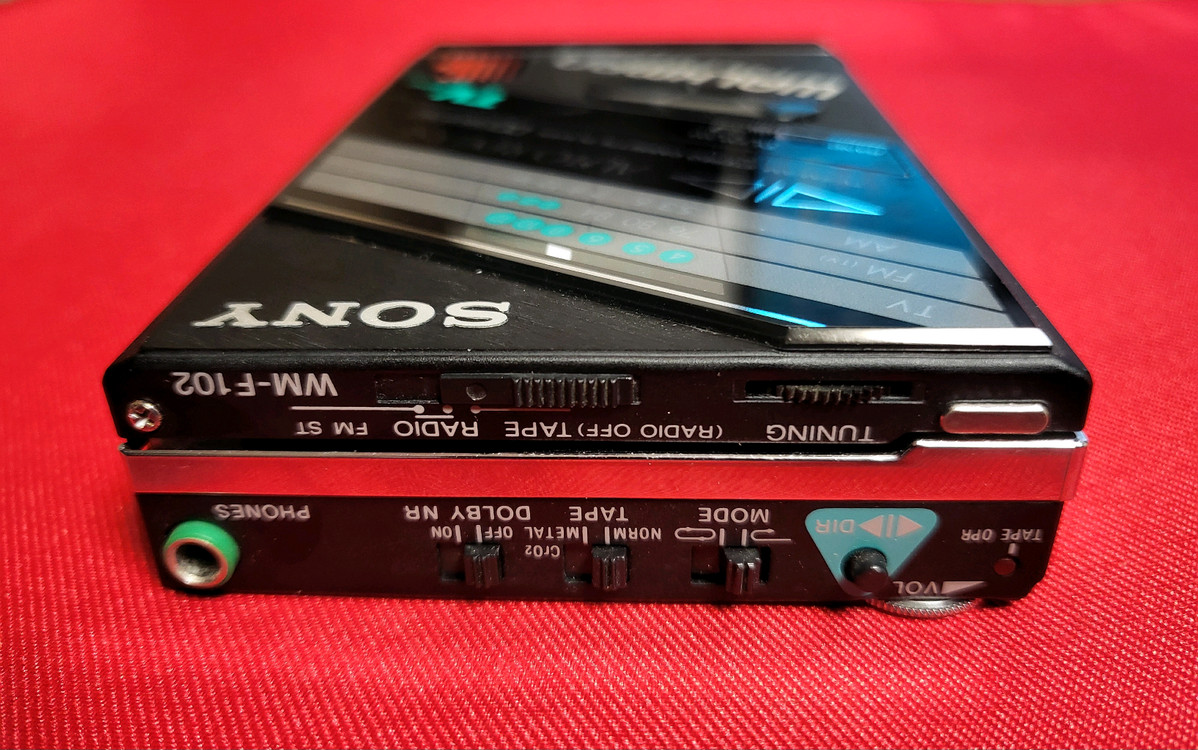 WALKMAN
TV
FM (TV)
AM
SONY
WM-F102
TUNING
(RADIO OFF) TAPE
RADIO
FM ST
TAPE OPR
DIR
VOL
MODE
TAPE
NORM
METAL
CrO2
DOLBY NR
OFF
ON
PHONES